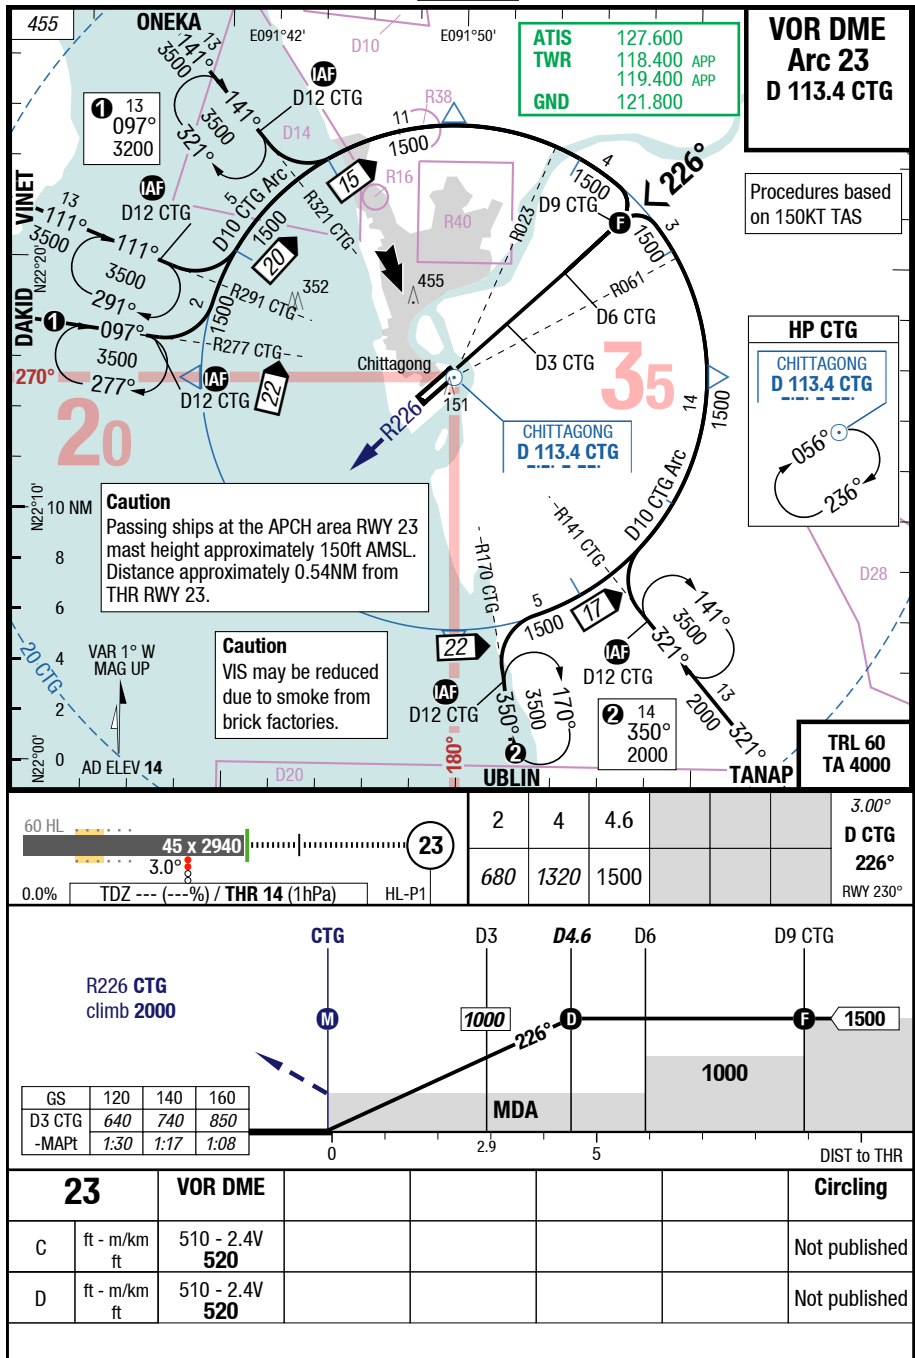 455
ONEKA
E091°42'
D10
E091°50'
ATIS 127.600
TWR 118.400 APP
119.400 APP
GND 121.800
VOR DME
Arc 23
D 113.4 CTG
13
141°
3500
IAF
D12 CTG
1 13
097°
3200
141°
3500
321°
D14
R38
11
1500
R16
R40
15
R321 CTG
4
1500
D9 CTG
F
226°
3
1500
Procedures based
on 150KT TAS
VINET
IAF
D12 CTG
13
111°
3500
111°
3500
291°
5
D10 CTG Arc
1500
20
N22°20'
R023
R061
2
1500
R291 CTG
352
455
D6 CTG
D3 CTG
HP CTG
CHITTAGONG
D 113.4 CTG
056°
236°
DAKID
1
097°
3500
277°
R277 CTG
IAF
D12 CTG
22
270°
20
35
Chittagong
151
R226
CHITTAGONG
D 113.4 CTG
14
1500
D10 CTG Arc
N22°10'
10 NM
8
6
4
2
0
Caution
Passing ships at the APCH area RWY 23
mast height approximately 150ft AMSL.
Distance approximately 0.54NM from
THR RWY 23.
R170 CTG
R141 CTG
D28
5
1500
17
22
141°
3500
321°
IAF
D12 CTG
13
2000
321°
20 CTG
VAR 1° W
MAG UP
Caution
VIS may be reduced
due to smoke from
brick factories.
IAF
D12 CTG
350°
3500
170°
2
2 14
350°
2000
N22°00'
AD ELEV 14
D20
180°
UBLIN
TANAP
TRL 60
TA 4000
60 HL
45 x 2940
23
3.0°
0.0%
TDZ --- (---%) / THR 14 (1hPa)
HL-P1
2 4 4.6
680 1320 1500
3.00°
D CTG
226°
RWY 230°
CTG D3 D4.6 D6 D9 CTG
R226 CTG
climb 2000
M
1000
D
F
1500
226°
1000
MDA
GS 120 140 160
D3 CTG 640 740 850
-MAPt 1:30 1:17 1:08
0 2.9 5 DIST to THR
23 VOR DME Circling
C ft - m/km 510 - 2.4V Not published
ft 520
D ft - m/km 510 - 2.4V Not published
ft 520